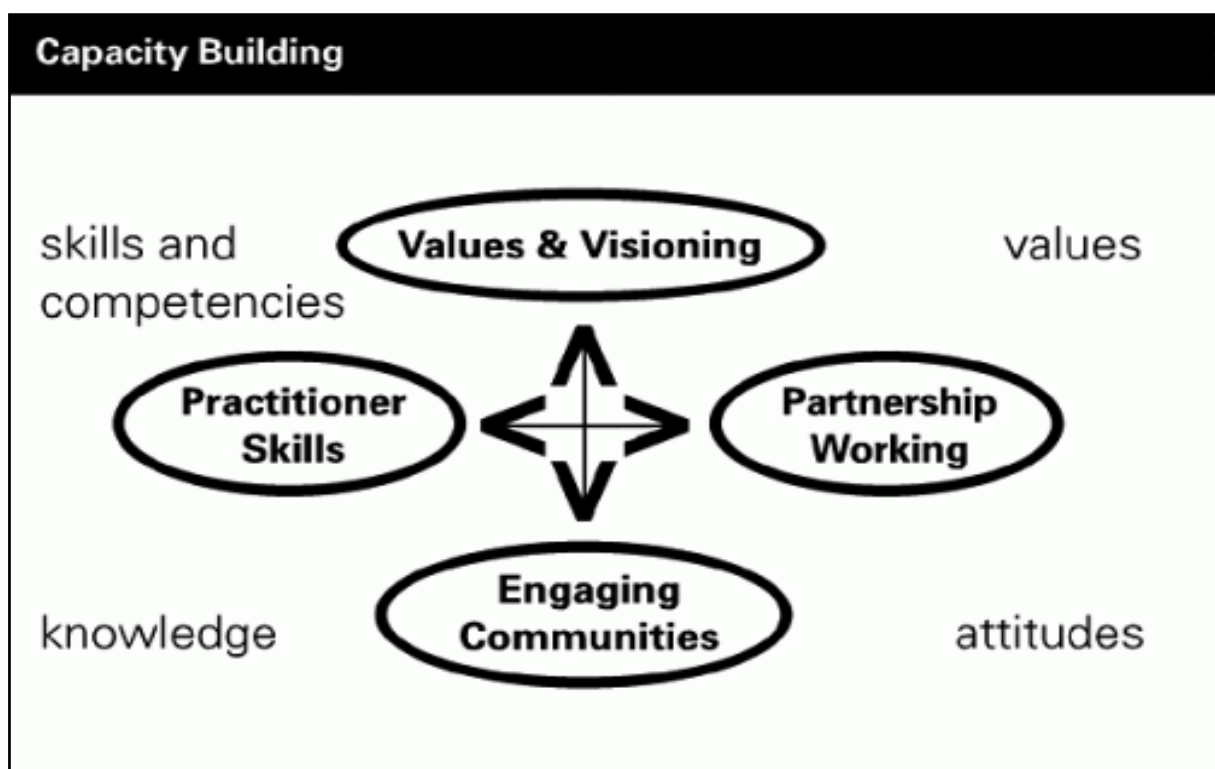 Capacity Building
skills and
competencies
Values & Visioning
values
Practitioner
Skills
Partnership
Working
knowledge
Engaging
Communities
attitudes